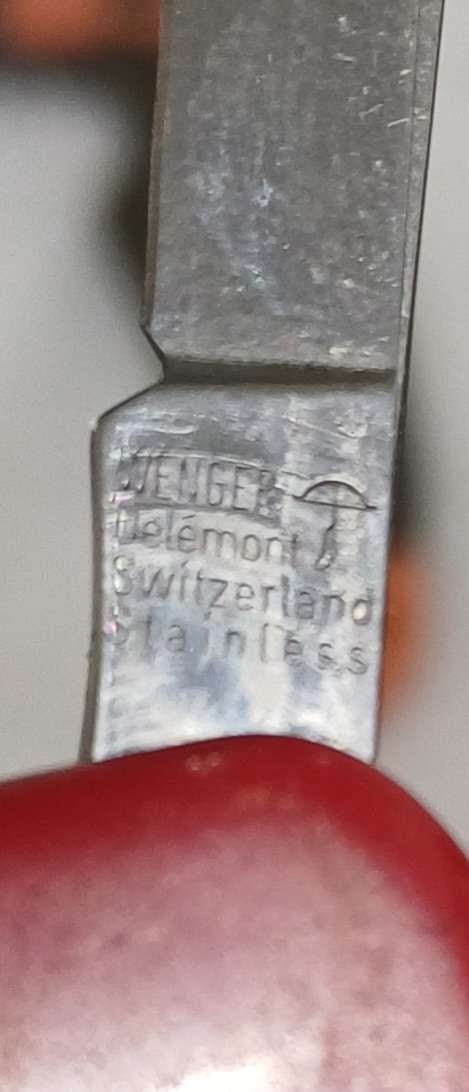 WENGER
Delémont
Switzerland
Stainless